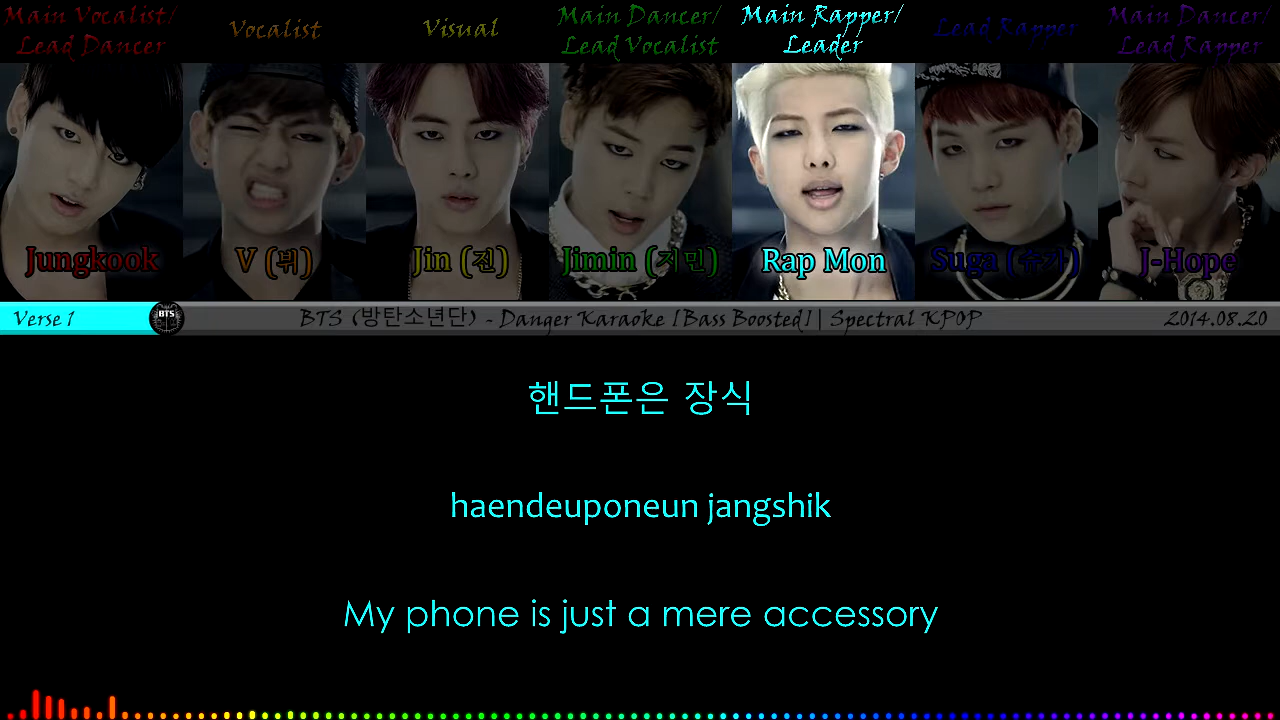 Main Vocalist/
Lead Dancer
Vocalist
Visual
Main Dancer/
Lead Vocalist
Main Rapper/
Leader
Lead Rapper
Main Dancer/
Lead Rapper
Jungkook
V (뷔)
Jin (진)
Jimin (지민)
Rap Mon
Suga (슈가)
J-Hope
Verse 1
BTS
BTS (방탄소년단) - Danger Karaoke [Bass Boosted] | Spectral KPOP
2014.08.20
핸드폰은 장식
haendeuponeun jangshik
My phone is just a mere accessory